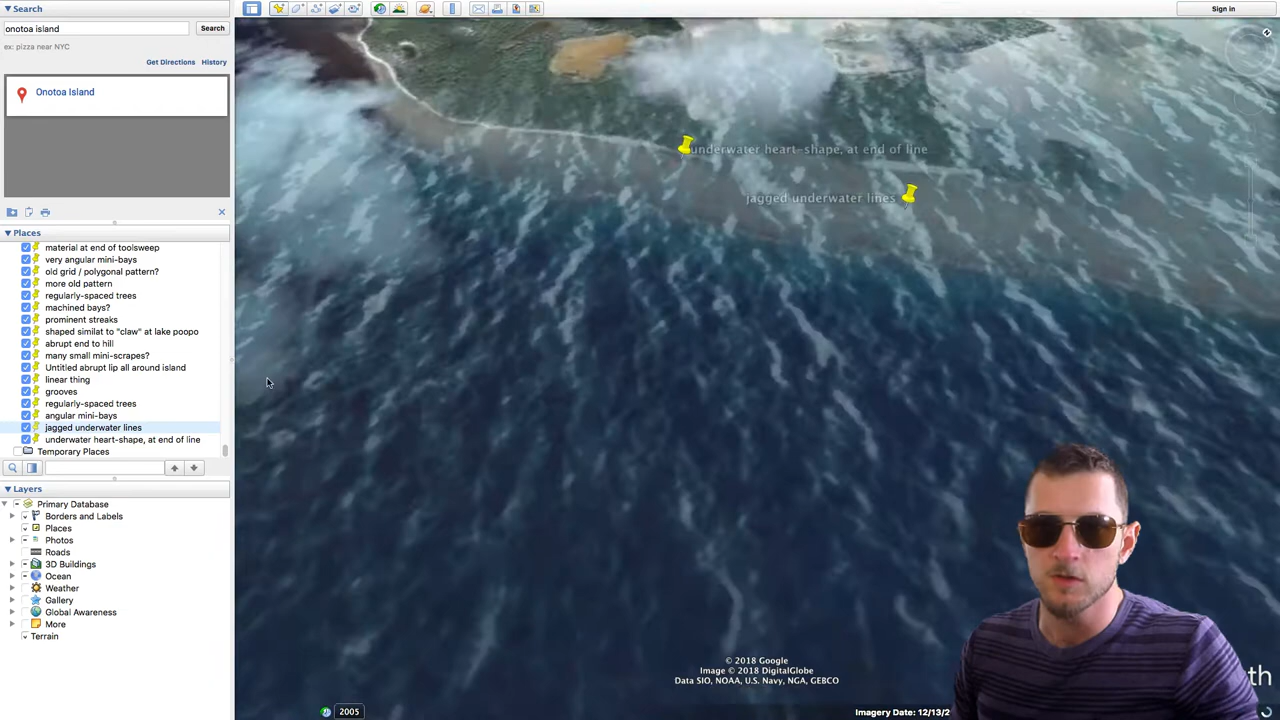 Search
Sign in
onotoa island
Search
ex: pizza near NYC
Get Directions
History
Onotoa Island
underwater heart-shape, at end of line
jagged underwater lines
Places
material at end of toolsweep
very angular mini-bays
old grid / polygonal pattern?
more old pattern
regularly-spaced trees
machined bays?
prominent streaks
shaped similat to "claw" at lake poopo
abrupt end to hill
many small mini-scrapes?
Untitled abrupt lip all around island
linear thing
grooves
regularly-spaced trees
angular mini-bays
jagged underwater lines
underwater heart-shape, at end of line
Temporary Places
Layers
Primary Database
Borders and Labels
Places
Photos
Roads
3D Buildings
Ocean
Weather
Gallery
Global Awareness
More
Terrain
© 2018 Google
Image © 2018 DigitalGlobe
Data SIO, NOAA, U.S. Navy, NGA, GEBCO
th
2005
Imagery Date: 12/13/2